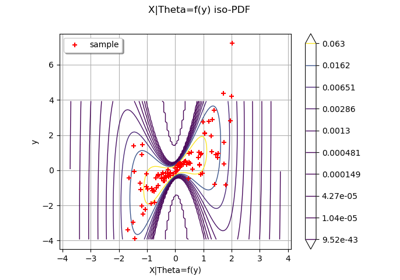 X|Theta=f(y) iso-PDF
sample
y
6
4
2
0
−2
−4
−4 −3 −2 −1 0 1 2 3 4
X|Theta=f(y)
0.063
0.0162
0.00651
0.00286
0.0013
0.000481
0.000149
4.27e-05
1.04e-05
9.52e-43